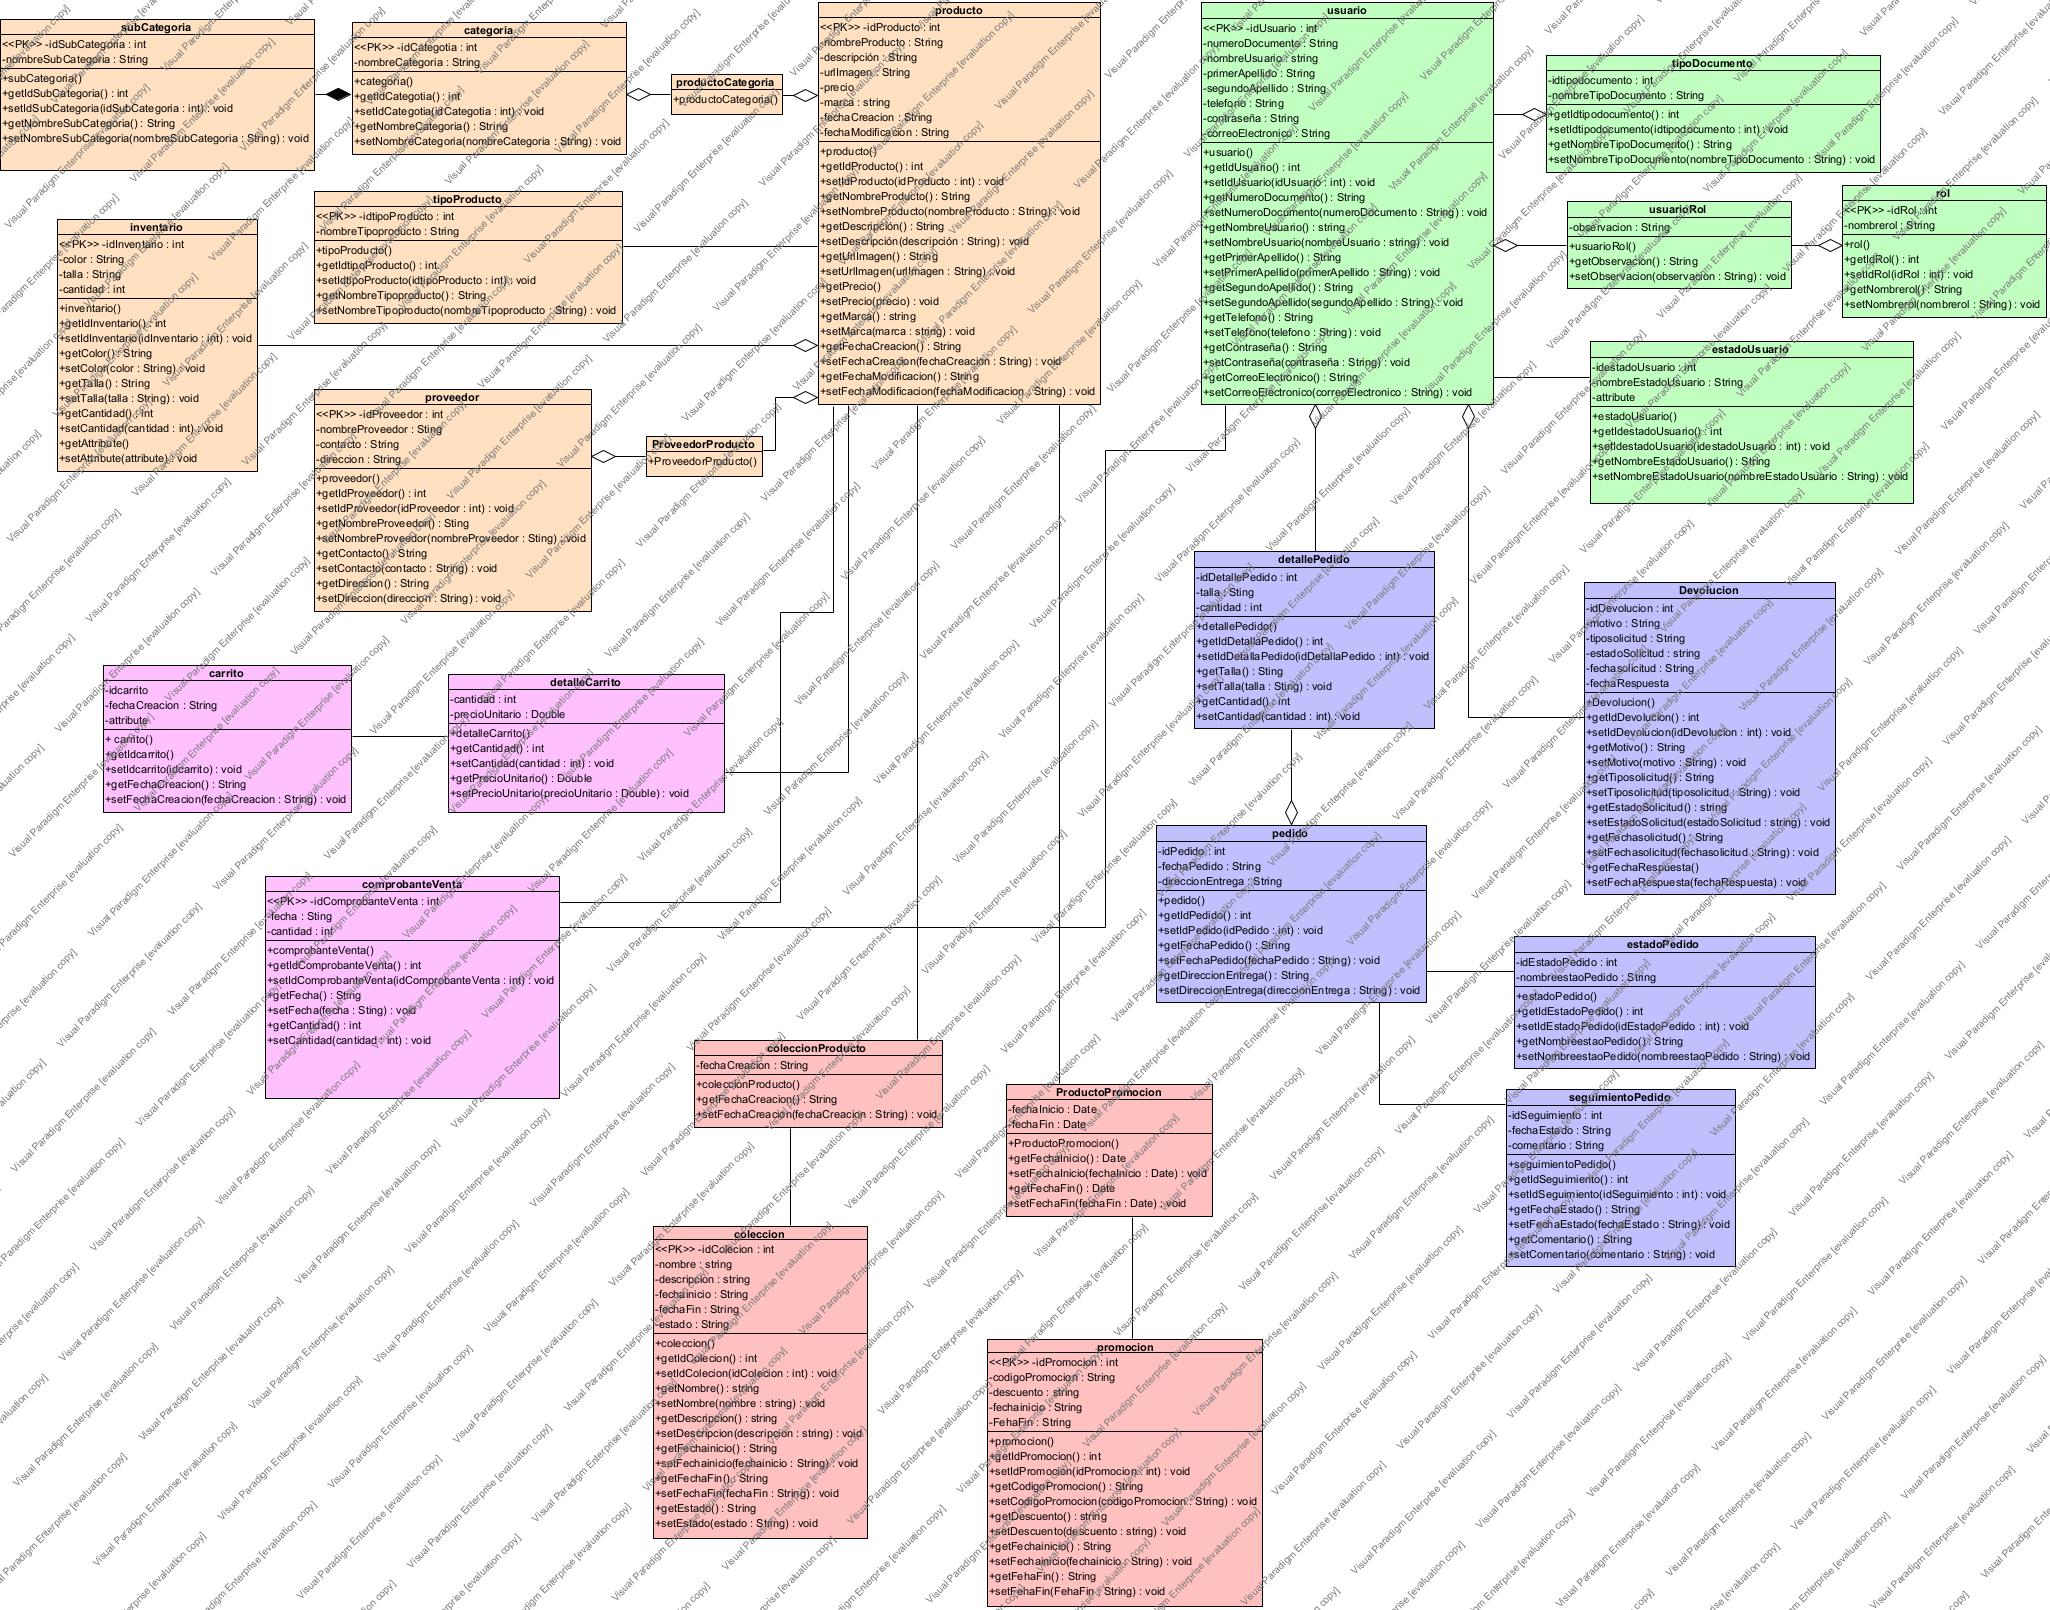 subCategoria
<<PK>> -idSubCategoria : int
-nombreSubCategoria : String
+subCategoria()
+getIdSubCategoria() : int
+setIdSubCategoria(idSubCategoria : int) : void
+getNombreSubCategoria() : String
+setNombreSubCategoria(nombreSubCategoria : String) : void
categoria
<<PK>> -idCategotia : int
-nombreCategoria : String
+categoria()
+getIdCategotia() : int
+setIdCategotia(idCategotia : int) : void
+getNombreCategoria() : String
+setNombreCategoria(nombreCategoria : String) : void
productoCategoria
+productoCategoria()
producto
<<PK>> -idProducto : int
-nombreProducto : String
-descripción : String
-urlImagen : String
-precio
-marca : string
-fechaCreacion : String
-fechaModificacion : String
+producto()
+getIdProducto() : int
+setIdProducto(idProducto : int) : void
+getNombreProducto() : String
+setNombreProducto(nombreProducto : String) : void
+getDescripción() : String
+setDescripción(descripción : String) : void
+getUrlImagen() : String
+setUrlImagen(urlImagen : String) : void
+getPrecio()
+setPrecio(precio) : void
+getMarca() : string
+setMarca(marca : string) : void
+getFechaCreacion() : String
+setFechaCreacion(fechaCreacion : String) : void
+getFechaModificacion() : String
+setFechaModificacion(fechaModificacion : String) : void
usuario
<<PK>> -idUsuario : int
-numeroDocumento : String
-nombreUsuario : string
-primerApellido : String
-segundoApellido : String
-telefono : String
-contraseña : String
-correoElectronico : String
+usuario()
+getIdUsuario() : int
+setIdUsuario(idUsuario : int) : void
+getNumeroDocumento() : String
+setNumeroDocumento(numeroDocumento : String) : void
+getNombreUsuario() : string
+setNombreUsuario(nombreUsuario : string) : void
+getPrimerApellido() : String
+setPrimerApellido(primerApellido : String) : void
+getSegundoApellido() : String
+setSegundoApellido(segundoApellido : String) : void
+getTelefono() : String
+setTelefono(telefono : String) : void
+getContraseña() : String
+setContraseña(contraseña : String) : void
+getCorreoElectronico() : String
+setCorreoElectronico(correoElectronico : String) : void
tipoDocumento
-idtipodocumento : int
-nombreTipoDocumento : String
+getIdtipodocumento() : int
+setIdtipodocumento(idtipodocumento : int) : void
+getNombreTipoDocumento() : String
+setNombreTipoDocumento(nombreTipoDocumento : String) : void
usuarioRol
-observacion : String
+usuarioRol()
+getObservacion() : String
+setObservacion(observacion : String) : void
rol
<<PK>> -idRol : int
-nombrerol : String
+rol()
+getIdRol() : int
+setIdRol(idRol : int) : void
+getNombrerol() : String
+setNombrerol(nombrerol : String) : void
inventario
<<PK>> -idInventario : int
-color : String
-talla : String
-cantidad : int
+inventario()
+getIdInventario() : int
+setIdInventario(idInventario : int) : void
+getColor() : String
+setColor(color : String) : void
+getTalla() : String
+setTalla(talla : String) : void
+getCantidad() : int
+setCantidad(cantidad : int) : void
+getAttribute()
+setAttribute(attribute) : void
tipoProducto
<<PK>> -idtipoProducto : int
-nombreTipoproducto : String
+tipoProducto()
+getIdtipoProducto() : int
+setIdtipoProducto(idtipoProducto : int) : void
+getNombreTipoproducto() : String
+setNombreTipoproducto(nombreTipoproducto : String) : void
estadoUsuario
-idestadoUsuario : int
-nombreEstadoUsuario : String
-attribute
+estadoUsuario()
+getIdestadoUsuario() : int
+setIdestadoUsuario(idestadoUsuario : int) : void
+getNombreEstadoUsuario() : String
+setNombreEstadoUsuario(nombreEstadoUsuario : String) : void
proveedor
<<PK>> -idProveedor : int
-nombreProveedor : Sting
-contacto : String
-direccion : String
+proveedor()
+getIdProveedor() : int
+setIdProveedor(idProveedor : int) : void
+getNombreProveedor() : Sting
+setNombreProveedor(nombreProveedor : Sting) : void
+getContacto() : String
+setContacto(contacto : String) : void
+getDireccion() : String
+setDireccion(direccion : String) : void
ProveedorProducto
+ProveedorProducto()
detallePedido
-idDetallePedido : int
-talla : Sting
-cantidad : int
+detallePedido()
+getIdDetallaPedido() : int
+setIdDetallaPedido(idDetallaPedido : int) : void
+getTalla() : Sting
+setTalla(talla : Sting) : void
+getCantidad() : int
+setCantidad(cantidad : int) : void
Devolucion
-idDevolucion : int
-motivo : String
-tiposolicitud : String
-estadoSolicitud : string
-fechasolicitud : String
-fechaRespuesta
+Devolucion()
+getIdDevolucion() : int
+setIdDevolucion(idDevolucion : int) : void
+getMotivo() : String
+setMotivo(motivo : String) : void
+getTiposolicitud() : String
+setTiposolicitud(tiposolicitud : String) : void
+getEstadoSolicitud() : string
+setEstadoSolicitud(estadoSolicitud : string) : void
+getFechasolicitud() : String
+setFechasolicitud(fechasolicitud : String) : void
+getFechaRespuesta()
+setFechaRespuesta(fechaRespuesta) : void
carrito
-idcarrito
-fechaCreacion : String
-attribute
+ carrito()
+getIdcarrito()
+setIdcarrito(idcarrito) : void
+getFechaCreacion() : String
+setFechaCreacion(fechaCreacion : String) : void
detalleCarrito
-cantidad : int
-precioUnitario : Double
+detalleCarrito()
+getCantidad() : int
+setCantidad(cantidad : int) : void
+getPrecioUnitario() : Double
+setPrecioUnitario(precioUnitario : Double) : void
pedido
-idPedido : int
-fechaPedido : String
-direccionEntrega : String
+pedido()
+getIdPedido() : int
+setIdPedido(idPedido : int) : void
+getFechaPedido() : String
+setFechaPedido(fechaPedido : String) : void
+getDireccionEntrega() : String
+setDireccionEntrega(direccionEntrega : String) : void
comprobanteVenta
<<PK>> -idComprobanteVenta : int
-fecha : Sting
-cantidad : int
+comprobanteVenta()
+getIdComprobanteVenta() : int
+setIdComprobanteVenta(idComprobanteVenta : int) : void
+getFecha() : Sting
+setFecha(fecha : Sting) : void
+getCantidad() : int
+setCantidad(cantidad : int) : void
estadoPedido
-idEstadoPedido : int
-nombreestaoPedido : String
+estadoPedido()
+getIdEstadoPedido() : int
+setIdEstadoPedido(idEstadoPedido : int) : void
+getNombreestaoPedido() : String
+setNombreestaoPedido(nombreestaoPedido : String) : void
coleccionProducto
-fechaCreacion : String
+coleccionProducto()
+getFechaCreacion() : String
+setFechaCreacion(fechaCreacion : String) : void
ProductoPromocion
-fechaInicio : Date
-fechaFin : Date
+ProductoPromocion()
+getFechaInicio() : Date
+setFechaInicio(fechaInicio : Date) : void
+getFechaFin() : Date
+setFechaFin(fechaFin : Date) : void
seguimientoPedido
-idSeguimiento : int
-fechaEstado : String
-comentario : String
+seguimientoPedido()
+getIdSeguimiento() : int
+setIdSeguimiento(idSeguimiento : int) : void
+getFechaEstado() : String
+setFechaEstado(fechaEstado : String) : void
+getComentario() : String
+setComentario(comentario : String) : void
coleccion
<<PK>> -idColecion : int
-nombre : string
-descripcion : string
-fechainicio : String
-fechaFin : String
-estado : String
+coleccion()
+getIdColecion() : int
+setIdColecion(idColecion : int) : void
+getNombre() : string
+setNombre(nombre : string) : void
+getDescripcion() : string
+setDescripcion(descripcion : string) : void
+getFechainicio() : String
+setFechainicio(fechainicio : String) : void
+getFechaFin() : String
+setFechaFin(fechaFin : String) : void
+getEstado() : String
+setEstado(estado : String) : void
promocion
<<PK>> -idPromocion : int
-codigoPromocion : String
-descuento : string
-fechainicio : String
-FehaFin : String
+promocion()
+getIdPromocion() : int
+setIdPromocion(idPromocion : int) : void
+getCodigoPromocion() : String
+setCodigoPromocion(codigoPromocion : String) : void
+getDescuento() : string
+setDescuento(descuento : string) : void
+getFechainicio() : String
+setFechainicio(fechainicio : String) : void
+getFehaFin() : String
+setFehaFin(FehaFin : String) : void
Visual Paradigm Enterprise [evaluation copy]